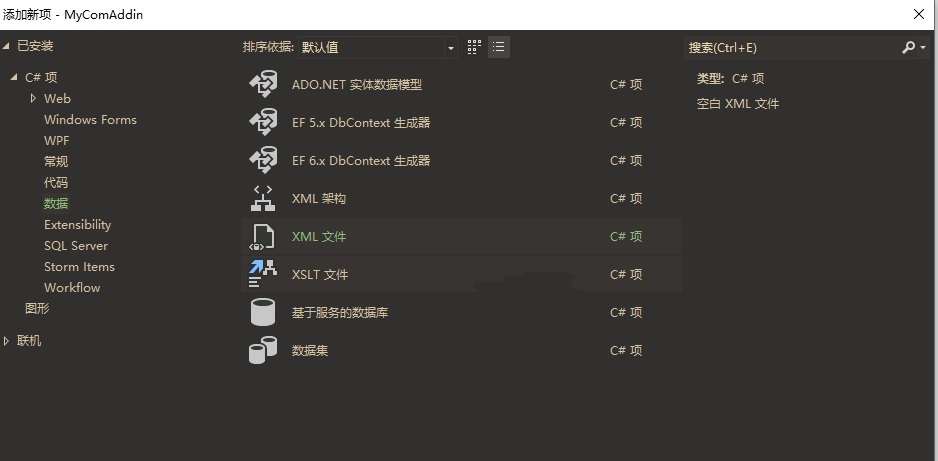 添加新项 - MyComAddin
已安装
C# 项
Web
Windows Forms
WPF
常规
代码
数据
Extensibility
SQL Server
Storm Items
Workflow
图形
联机
排序依据: 默认值
ADO.NET 实体数据模型 C# 项
EF 5.x DbContext 生成器 C# 项
EF 6.x DbContext 生成器 C# 项
XML 架构 C# 项
XML 文件 C# 项
XSLT 文件 C# 项
基于服务的数据库 C# 项
数据集 C# 项
搜索(Ctrl+E)
类型: C# 项
空白 XML 文件